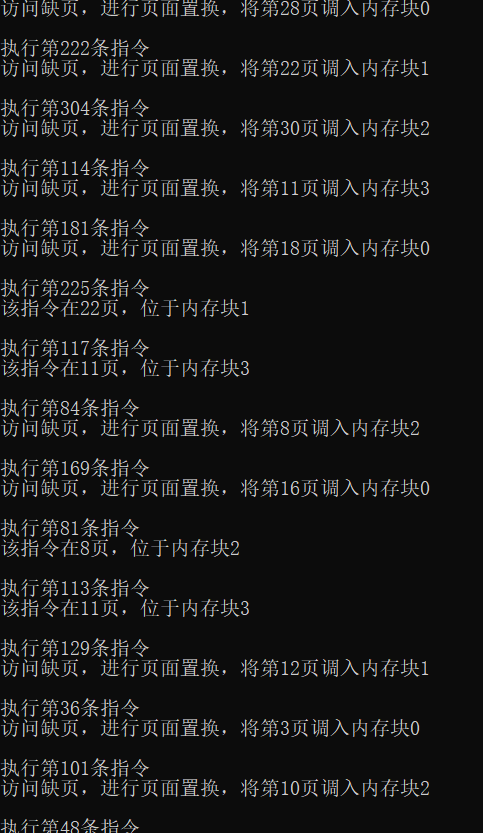 访问缺页，进行页面置换，将第28页调入内存块0
执行第222条指令
访问缺页，进行页面置换，将第22页调入内存块1
执行第304条指令
访问缺页，进行页面置换，将第30页调入内存块2
执行第114条指令
访问缺页，进行页面置换，将第11页调入内存块3
执行第181条指令
访问缺页，进行页面置换，将第18页调入内存块0
执行第225条指令
该指令在22页，位于内存块1
执行第117条指令
该指令在11页，位于内存块3
执行第84条指令
访问缺页，进行页面置换，将第8页调入内存块2
执行第169条指令
访问缺页，进行页面置换，将第16页调入内存块0
执行第81条指令
该指令在8页，位于内存块2
执行第113条指令
该指令在11页，位于内存块3
执行第129条指令
访问缺页，进行页面置换，将第12页调入内存块1
执行第36条指令
访问缺页，进行页面置换，将第3页调入内存块0
执行第101条指令
访问缺页，进行页面置换，将第10页调入内存块2
执行第48条指令